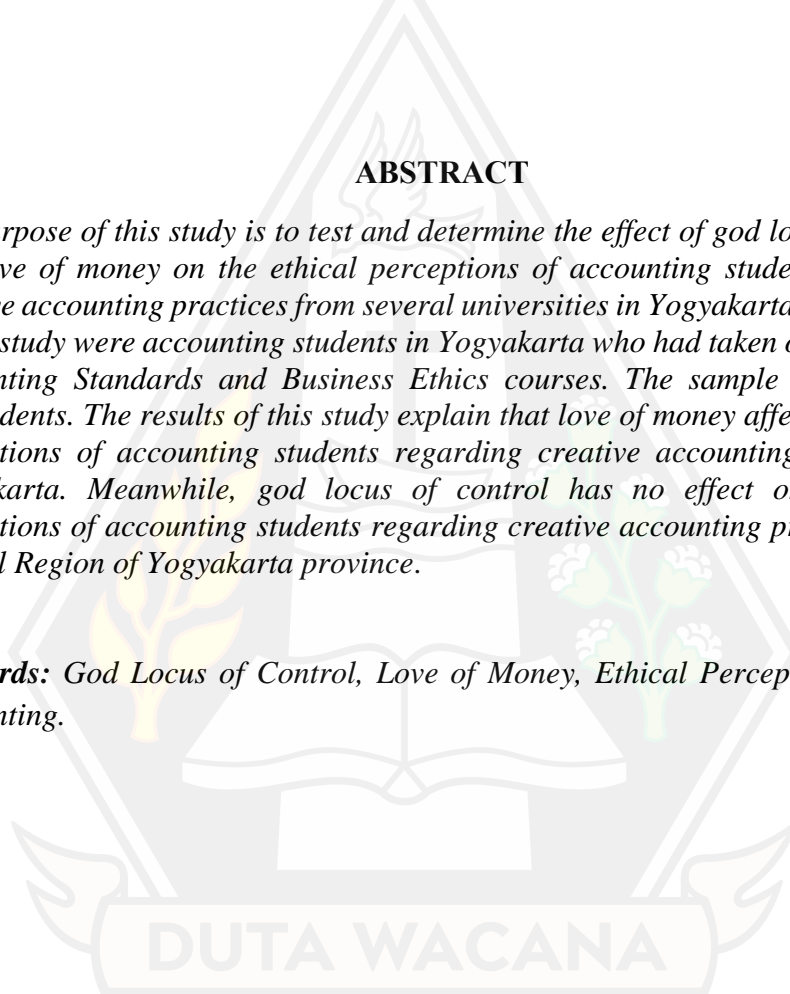 ABSTRACT
rpose of this study is to test and determine the effect of god lo
ve of money on the ethical perceptions of accounting stude
e accounting practices from several universities in Yogyakarta
study were accounting students in Yogyakarta who had taken o
nting Standards and Business Ethics courses. The sample
dents. The results of this study explain that love of money affe
tions of accounting students regarding creative accounting
karta. Meanwhile, god locus of control has no effect o
tions of accounting students regarding creative accounting p
l Region of Yogyakarta province.
rds: God Locus of Control, Love of Money, Ethical Percep
nting.
DUTA WACANA